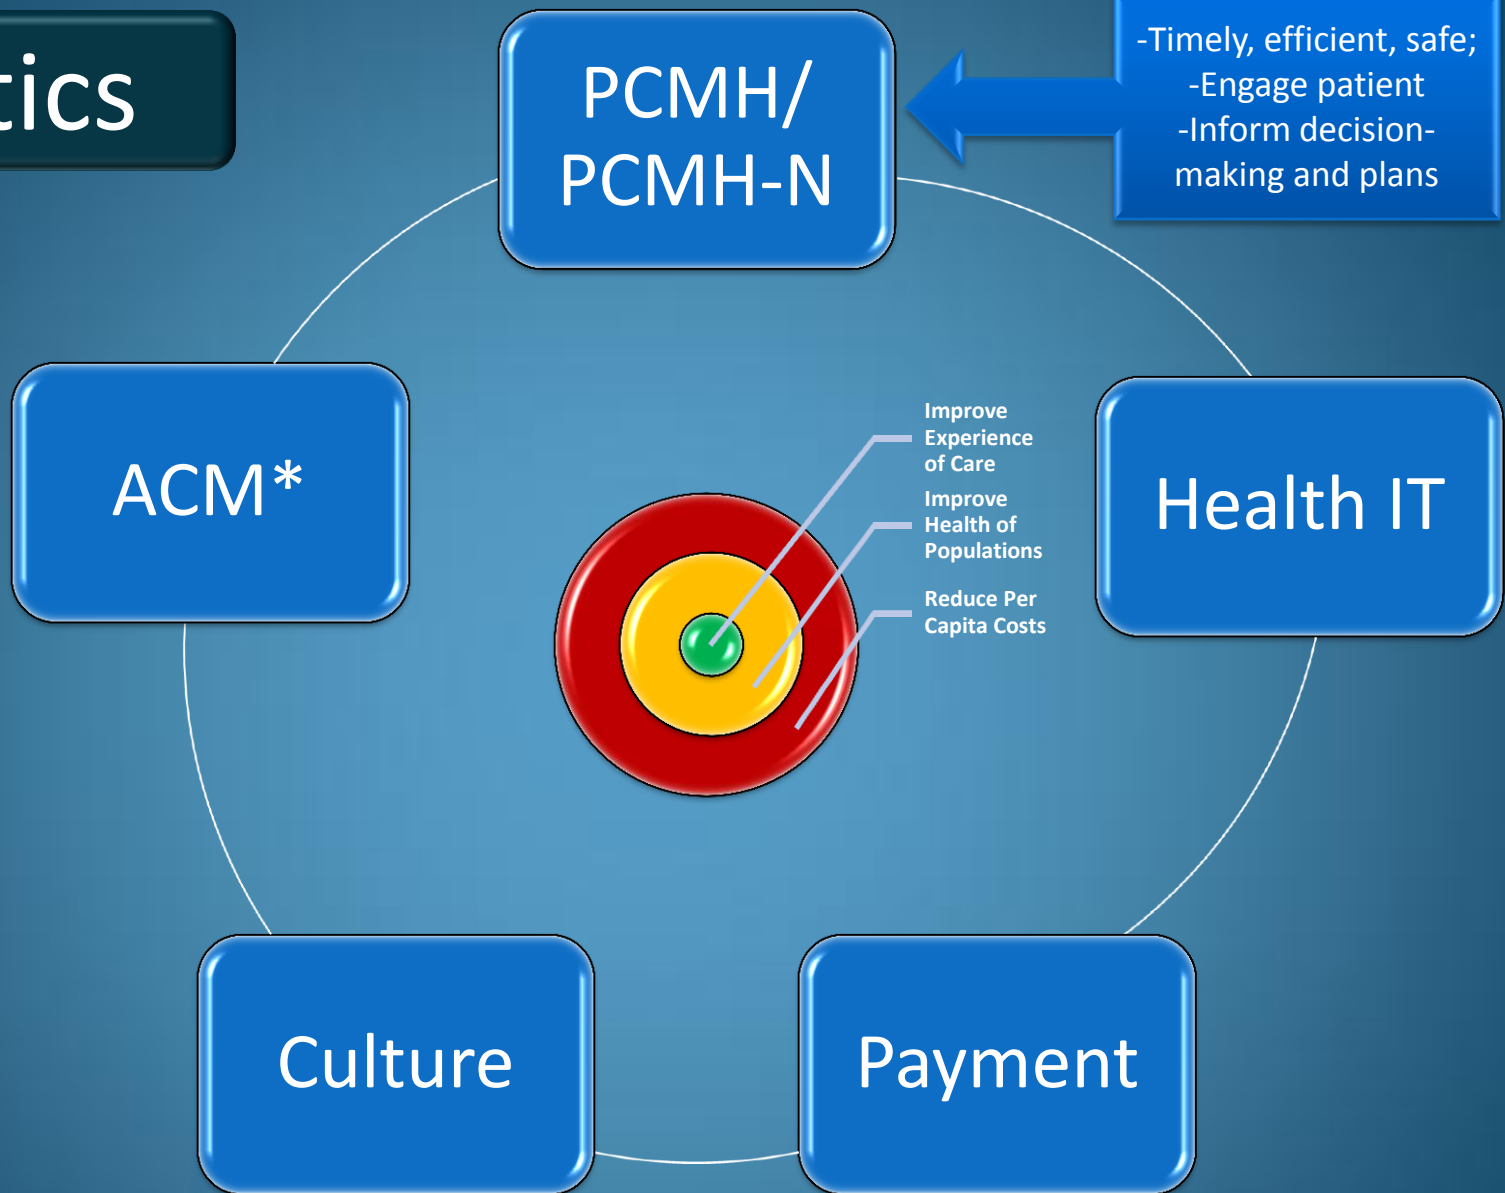 tics
PCMH/
PCMH-N
-Timely, efficient, safe;
-Engage patient
-Inform decision-
making and plans
ACM*
Improve
Experience
of Care
Improve
Health of
Populations
Reduce Per
Capita Costs
Health IT
Culture
Payment